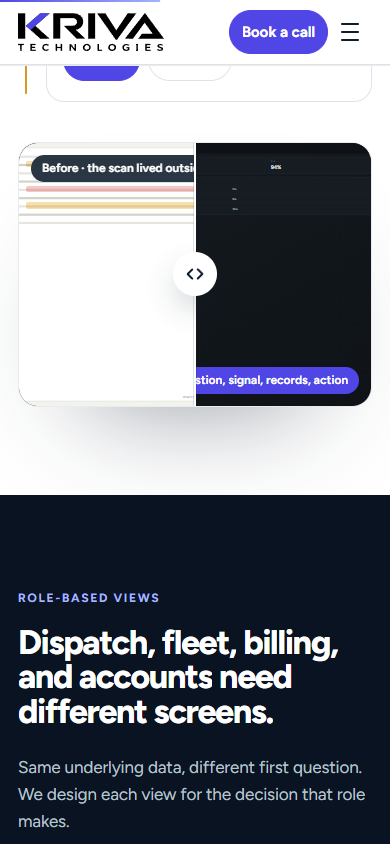 KRIVA
TECHNOLOGIES
Book a call
Before · the scan lived outsi
94%
stion, signal, records, action
ROLE-BASED VIEWS
Dispatch, fleet, billing,
and accounts need
different screens.
Same underlying data, different first question.
We design each view for the decision that role
makes.